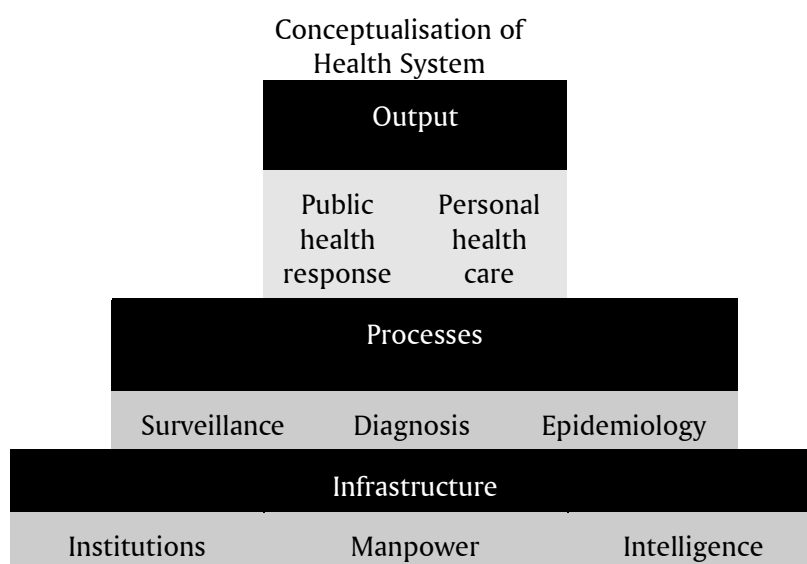 Conceptualisation of
Health System
Output
Public
health
response
Personal
health
care
Processes
Surveillance Diagnosis Epidemiology
Infrastructure
Institutions Manpower Intelligence